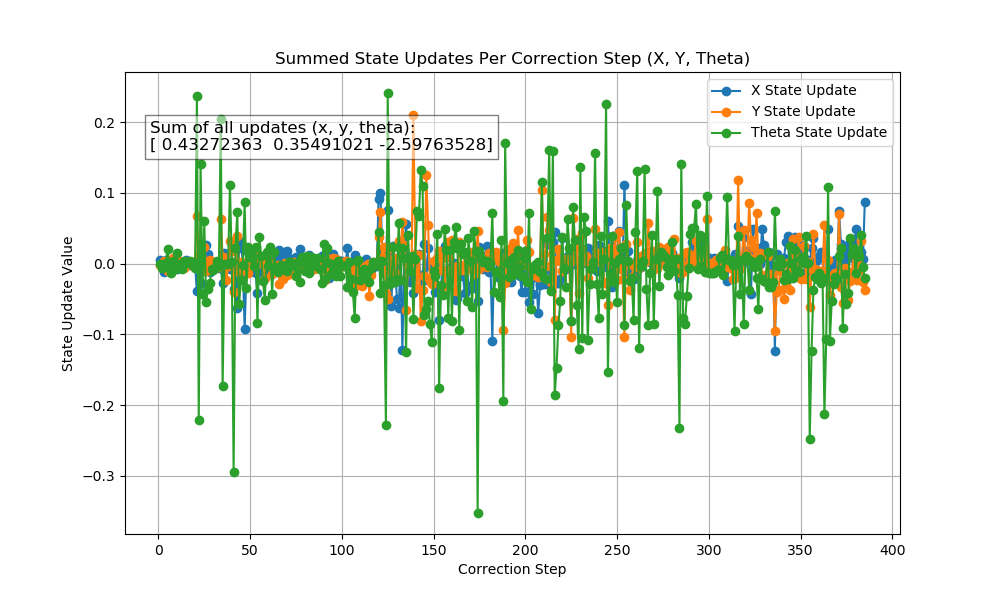 Summed State Updates Per Correction Step (X, Y, Theta)
X State Update
Y State Update
Theta State Update
Sum of all updates (x, y, theta):
[ 0.43272363  0.35491021 -2.59763528]
State Update Value
0.2
0.1
0.0
−0.1
−0.2
−0.3
0 50 100 150 200 250 300 350 400
Correction Step